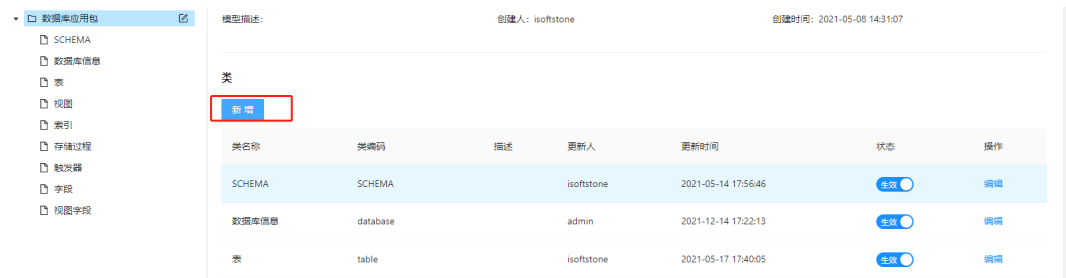 数据库应用包
SCHEMA
数据库信息
表
视图
索引
存储过程
触发器
字段
视图字段
模型描述: 创建人: isoftstone 创建时间: 2021-05-08 14:31:07
类
新增
类名称 类编码 描述 更新人 更新时间 状态 操作
SCHEMA SCHEMA isoftstone 2021-05-14 17:56:46 生效 编辑
数据库信息 database admin 2021-12-14 17:22:13 生效 编辑
表 table isoftstone 2021-05-17 17:40:05 生效 编辑